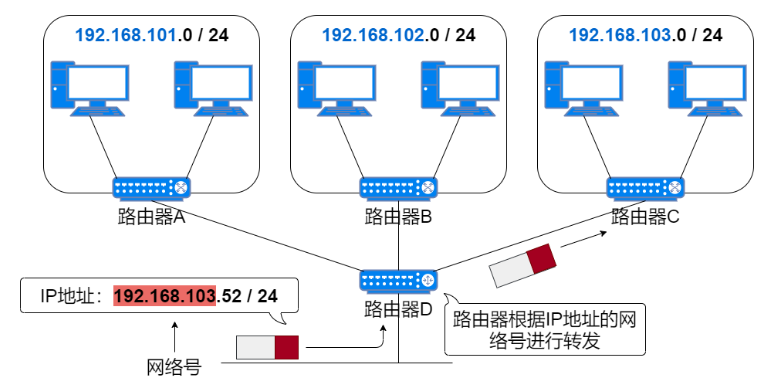 192.168.101.0 / 24
192.168.102.0 / 24
192.168.103.0 / 24
路由器A
路由器B
路由器C
IP地址：192.168.103.52 / 24
路由器D
路由器根据IP地址的网
络号进行转发
网络号